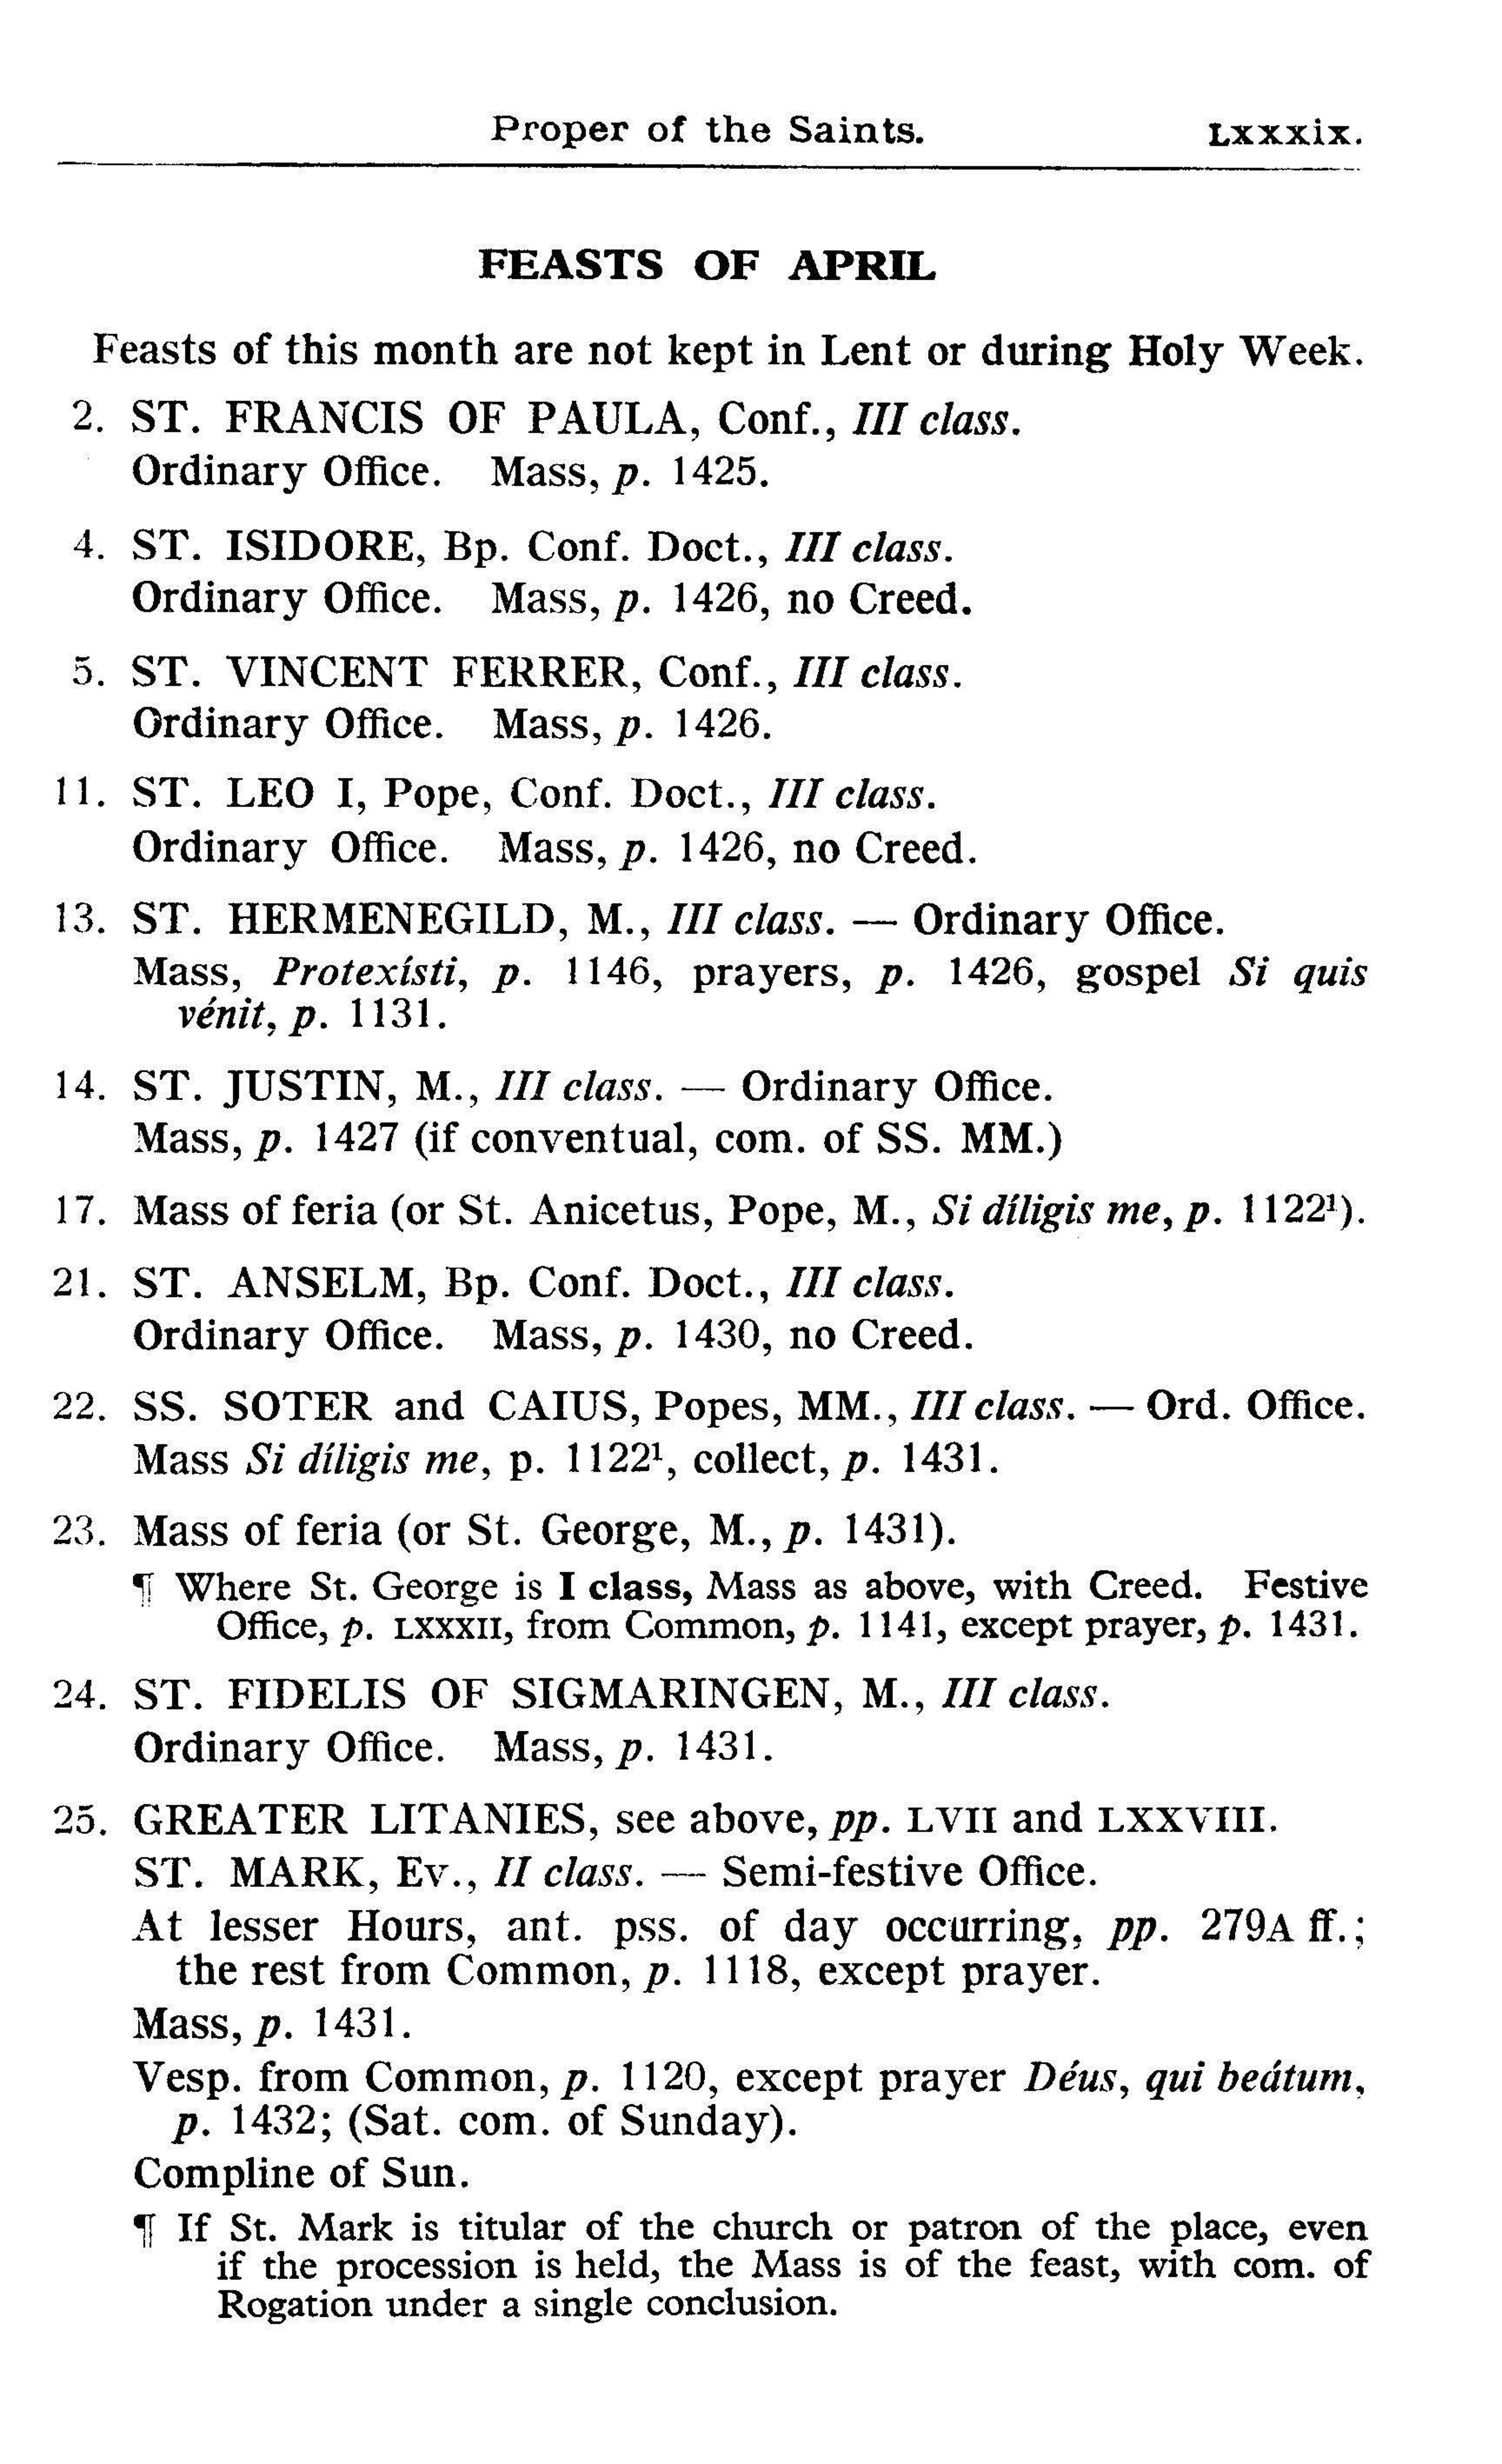 Proper of the Saints. Lxxxix.
FEASTS OF APRIL
Feasts of this month are not kept in Lent or during Holy Week.
2. ST. FRANCIS OF PAULA, Conf., III class.
Ordinary Office. Mass, p. 1425.
4. ST. ISIDORE, Bp. Conf. Doct., III class.
Ordinary Office. Mass, p. 1426, no Creed.
5. ST. VINCENT FERRER, Conf., III class.
Ordinary Office. Mass, p. 1426.
11. ST. LEO I, Pope, Conf. Doct., III class.
Ordinary Office. Mass, p. 1426, no Creed.
13. ST. HERMENEGILD, M., III class. — Ordinary Office.
Mass, Protexísti, p. 1146, prayers, p. 1426, gospel Si quis
vénit, p. 1131.
14. ST. JUSTIN, M., III class. — Ordinary Office.
Mass, p. 1427 (if conventual, com. of SS. MM.)
17. Mass of feria (or St. Anicetus, Pope, M., Si díligis me, p. 1122¹).
21. ST. ANSELM, Bp. Conf. Doct., III class.
Ordinary Office. Mass, p. 1430, no Creed.
22. SS. SOTER and CAIUS, Popes, MM., III class. — Ord. Office.
Mass Si díligis me, p. 1122¹, collect, p. 1431.
23. Mass of feria (or St. George, M., p. 1431).
¶ Where St. George is I class, Mass as above, with Creed. Festive
Office, p. LXXXII, from Common, p. 1141, except prayer, p. 1431.
24. ST. FIDELIS OF SIGMARINGEN, M., III class.
Ordinary Office. Mass, p. 1431.
25. GREATER LITANIES, see above, pp. LVII and LXXVIII.
ST. MARK, Ev., II class. — Semi-festive Office.
At lesser Hours, ant. pss. of day occurring, pp. 279A ff.;
the rest from Common, p. 1118, except prayer.
Mass, p. 1431.
Vesp. from Common, p. 1120, except prayer Déus, qui beátum,
p. 1432; (Sat. com. of Sunday).
Compline of Sun.
¶ If St. Mark is titular of the church or patron of the place, even
if the procession is held, the Mass is of the feast, with com. of
Rogation under a single conclusion.